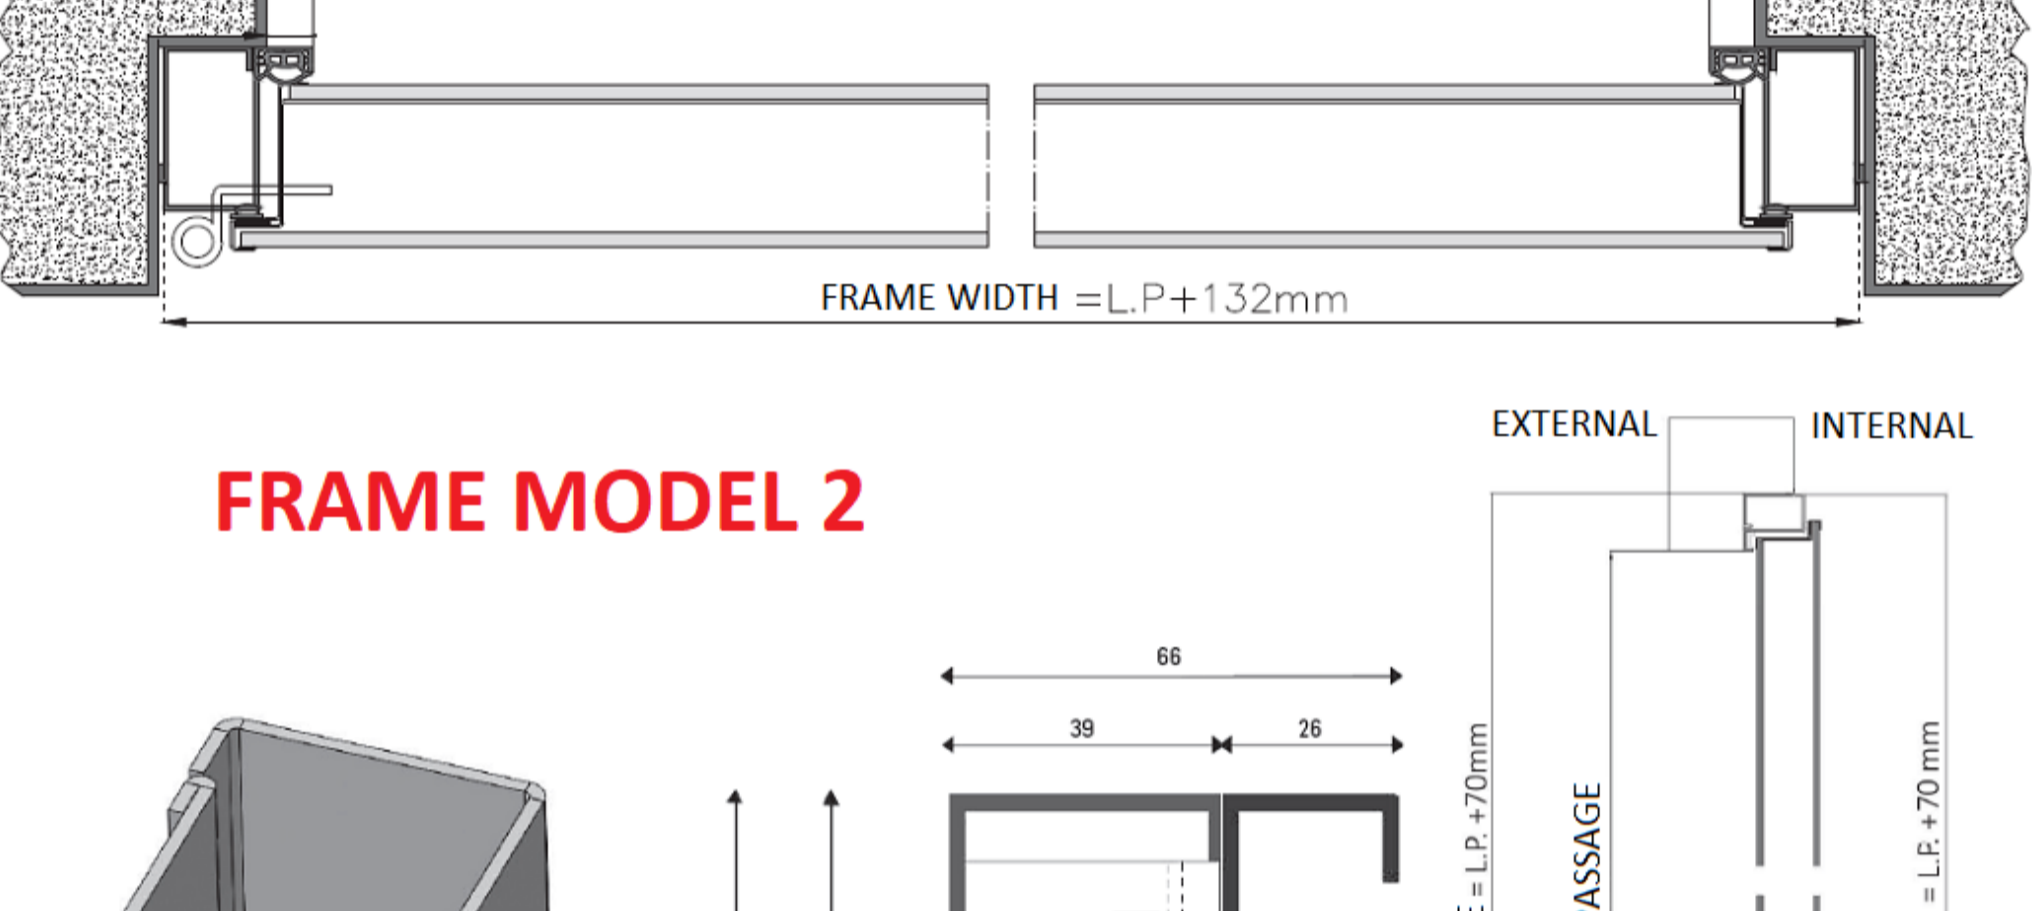 FRAME WIDTH =L.P+132mm
EXTERNAL
INTERNAL
FRAME MODEL 2
66
39
26
= L.P. +70mm
= L.P. +70 mm